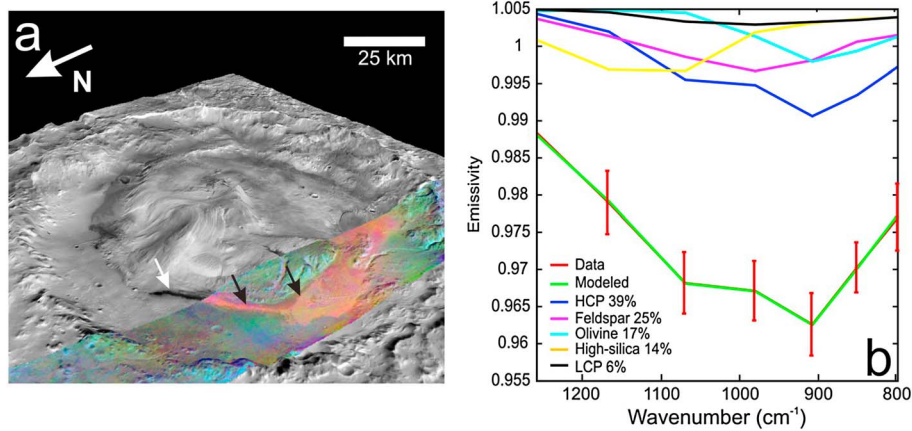 a
N
25 km
1.005
1
0.995
0.99
0.985
0.98
0.975
0.97
0.965
0.96
0.955
Emissivity
Data
Modeled
HCP 39%
Feldspar 25%
Olivine 17%
High-silica 14%
LCP 6%
b
1200 1100 1000 900 800
Wavenumber (cm⁻¹)